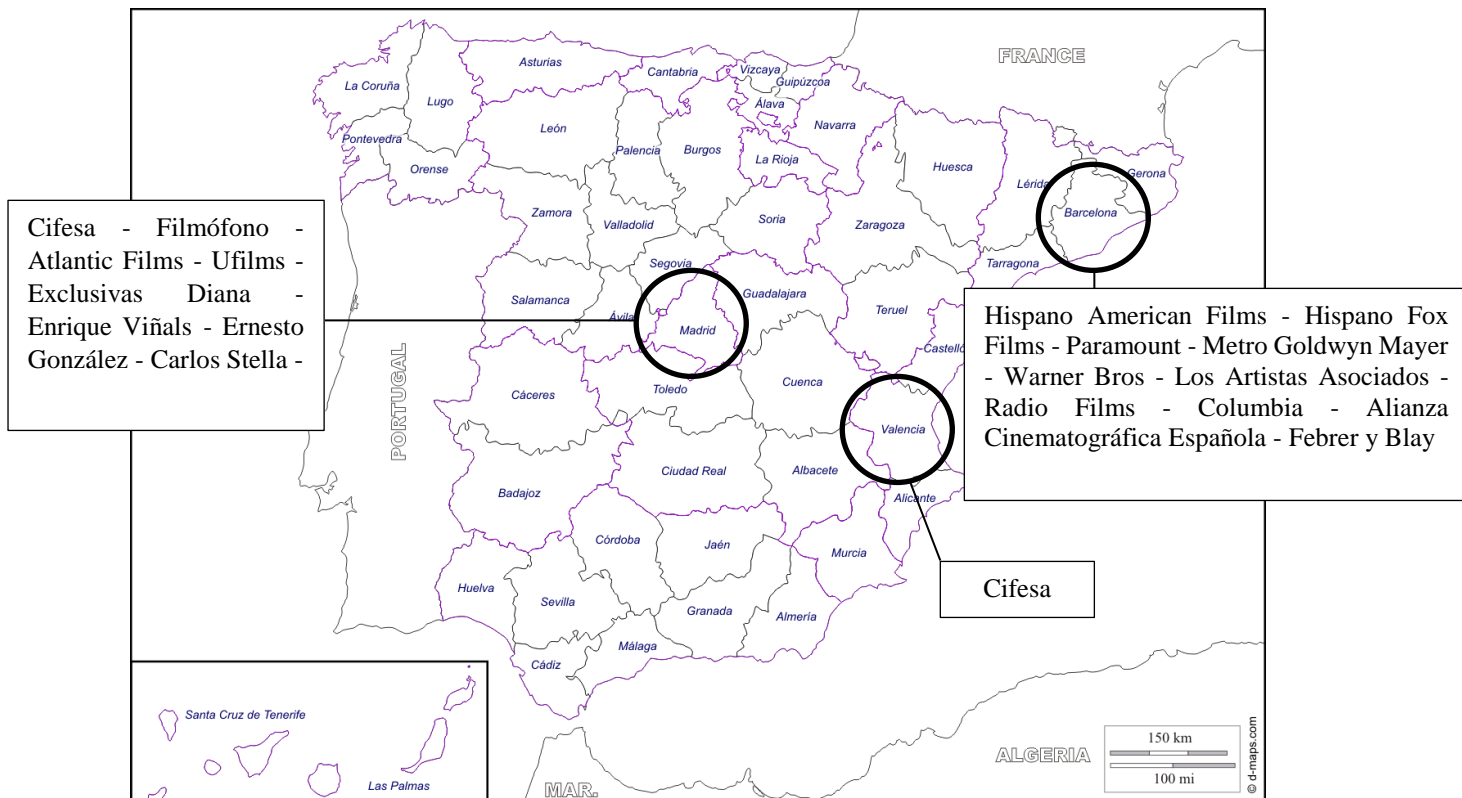 FRANCE
Asturias
Cantabria
Vizcaya
Guipúzcoa
La Coruña
Lugo
Álava
Navarra
León
Pontevedra
Palencia
Burgos
La Rioja
Huesca
Orense
Lérida
Gerona
Barcelona
Zamora
Valladolid
Soria
Zaragoza
Segovia
Tarragona
Salamanca
Ávila
Madrid
Guadalajara
Teruel
Castelló
Cuenca
Toledo
Cáceres
PORTUGAL
Valencia
Ciudad Real
Albacete
Badajoz
Alicante
Córdoba
Jaén
Murcia
Huelva
Sevilla
Granada
Almería
Málaga
Cádiz
Santa Cruz de Tenerife
Las Palmas
MAR.
ALGERIA
150 km
100 mi
© d-maps.com
Cifesa - Filmófono -
Atlantic Films - Ufilms -
Exclusivas Diana -
Enrique Viñals - Ernesto
González - Carlos Stella -
Hispano American Films - Hispano Fox
Films - Paramount - Metro Goldwyn Mayer
- Warner Bros - Los Artistas Asociados -
Radio Films - Columbia - Alianza
Cinematográfica Española - Febrer y Blay
Cifesa